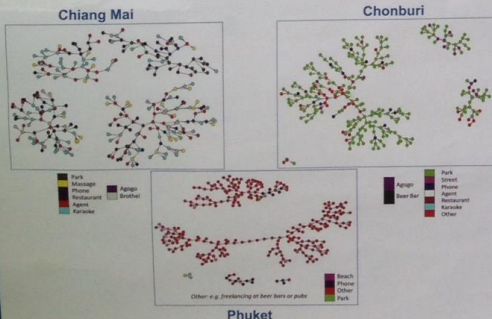 Chiang Mai
Chonburi
Park
Massage
Phone
Restaurant
Agent
Karaoke
Agogo
Brothel
Agogo
Beer Bar
Park
Street
Phone
Agent
Restaurant
Karaoke
Other
Beach
Phone
Other
Park
Other: e.g. freelancing at beer bars or pubs
Phuket